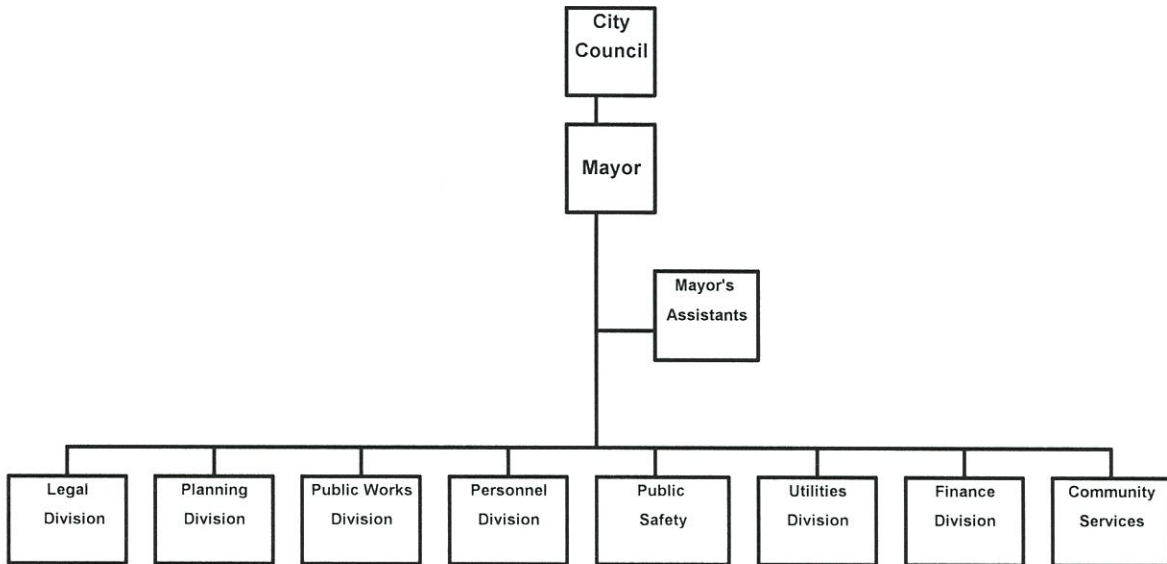 City
Council
Mayor
Mayor's
Assistants
Legal
Division
Planning
Division
Public Works
Division
Personnel
Division
Public
Safety
Utilities
Division
Finance
Division
Community
Services